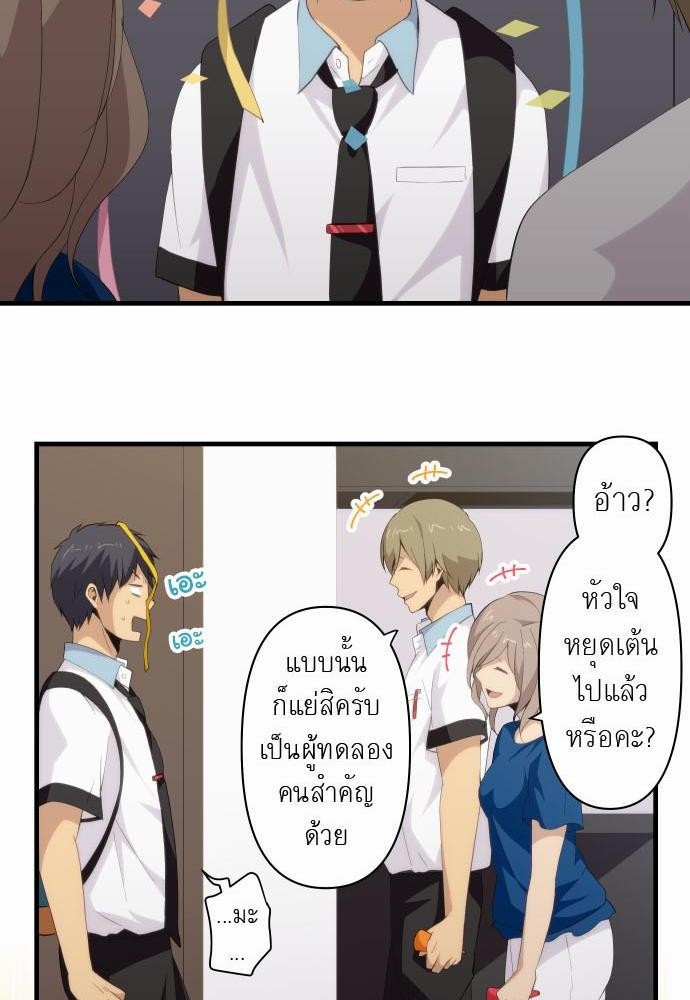 อ้าว?
หัวใจ
หยุดเต้น
ไปแล้ว
หรือคะ?
แบบนั้น
ก็แย่สิครับ
เป็นผู้ทดลอง
คนสำคัญ
ด้วย
เอะ
เอะ
...มะ
...